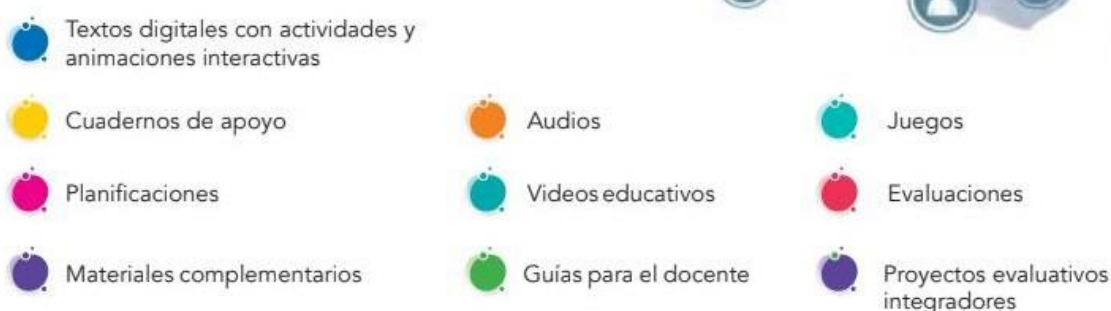 Textos digitales con actividades y
animaciones interactivas
Cuadernos de apoyo
Audios
Juegos
Planificaciones
Videos educativos
Evaluaciones
Materiales complementarios
Guías para el docente
Proyectos evaluativos
integradores